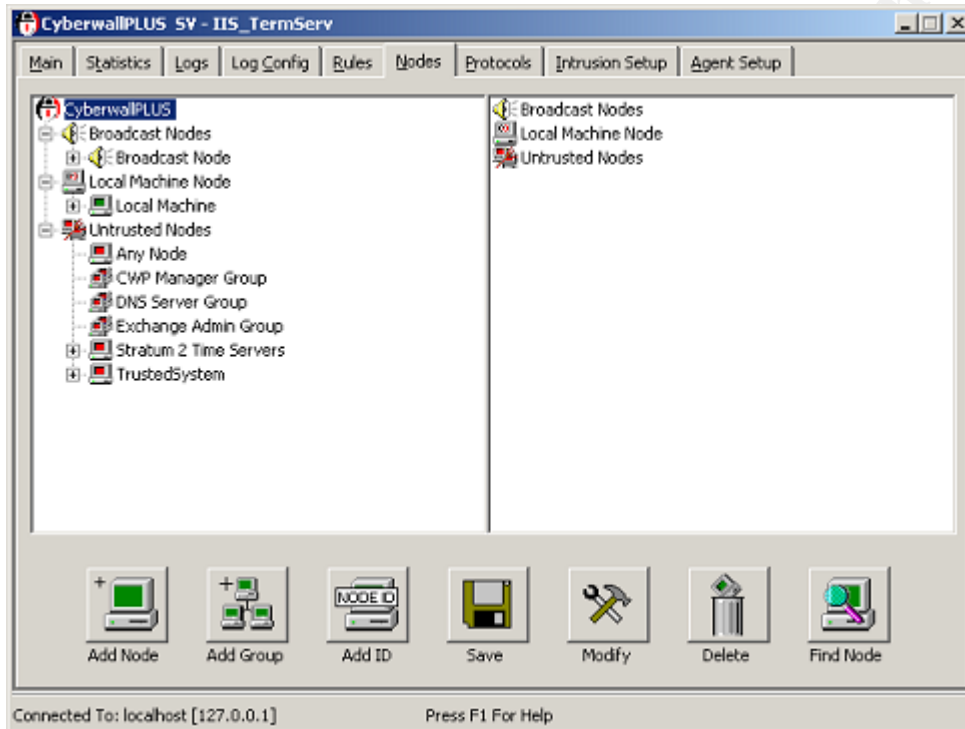 CyberwallPLUS SV - IIS_TermServ
Main Statistics Logs Log Config Rules Nodes Protocols Intrusion Setup Agent Setup
CyberwallPLUS
Broadcast Nodes
Broadcast Node
Local Machine Node
Local Machine
Untrusted Nodes
Any Node
CWP Manager Group
DNS Server Group
Exchange Admin Group
Stratum 2 Time Servers
TrustedSystem
Broadcast Nodes
Local Machine Node
Untrusted Nodes
NODE ID
Add Node Add Group Add ID Save Modify Delete Find Node
Connected To: localhost [127.0.0.1] Press F1 For Help